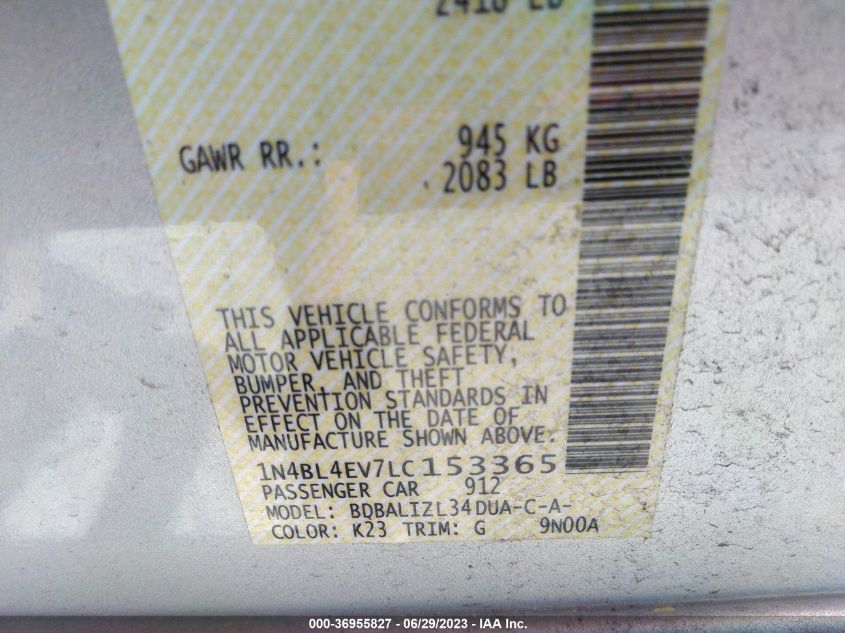 2418 LB
GAWR RR.: 945 KG
2083 LB
THIS VEHICLE CONFORMS TO
ALL APPLICABLE FEDERAL
MOTOR VEHICLE SAFETY,
BUMPER, AND THEFT
PREVENTION STANDARDS IN
EFFECT ON THE DATE OF
MANUFACTURE SHOWN ABOVE.
1N4BL4EV7LC153365
PASSENGER CAR 912
MODEL: BDBALIZL34DUA-C-A-
COLOR: K23 TRIM: G 9N00A
000-36955827 - 06/29/2023 - IAA Inc.